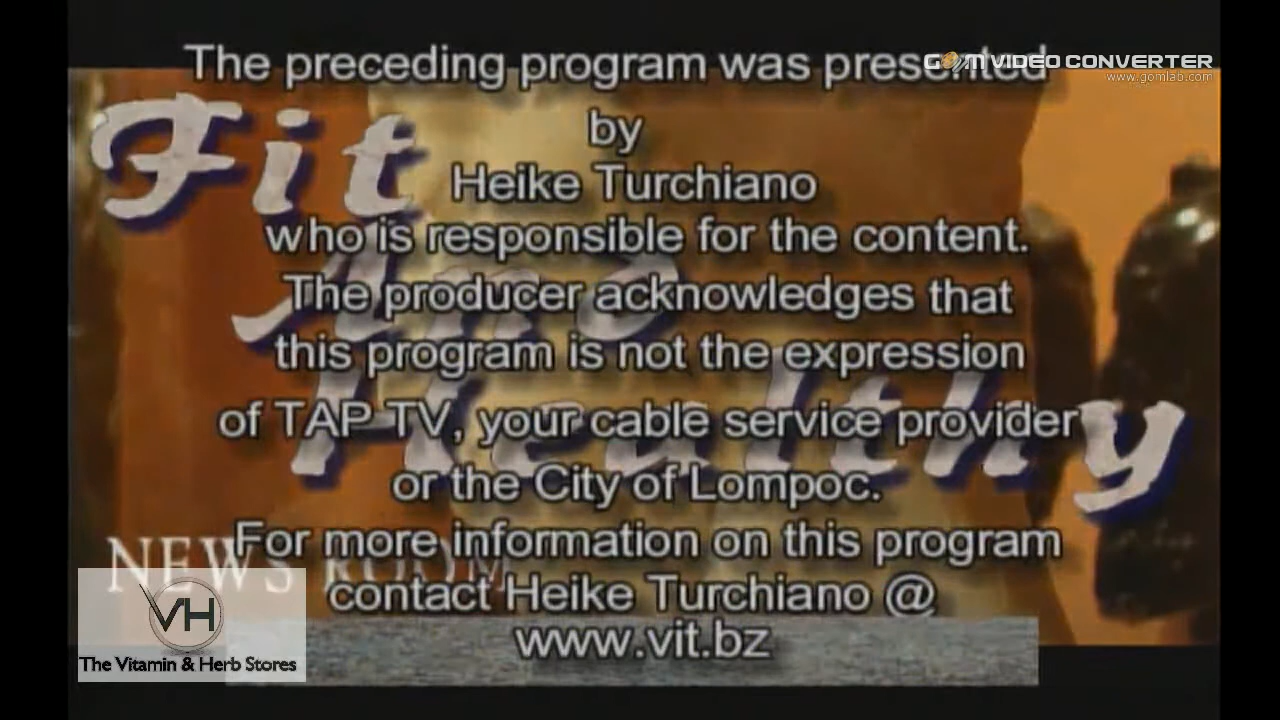 The preceding program was presented
by
Heike Turchiano
who is responsible for the content.
The producer acknowledges that
this program is not the expression
of TAP TV, your cable service provider
or the City of Lompoc.
For more information on this program
contact Heike Turchiano @
www.vit.bz
GOM VIDEO CONVERTER
www.gomlab.com
Fit
And
Healthy
NEWS ROOM
VH
The Vitamin & Herb Stores